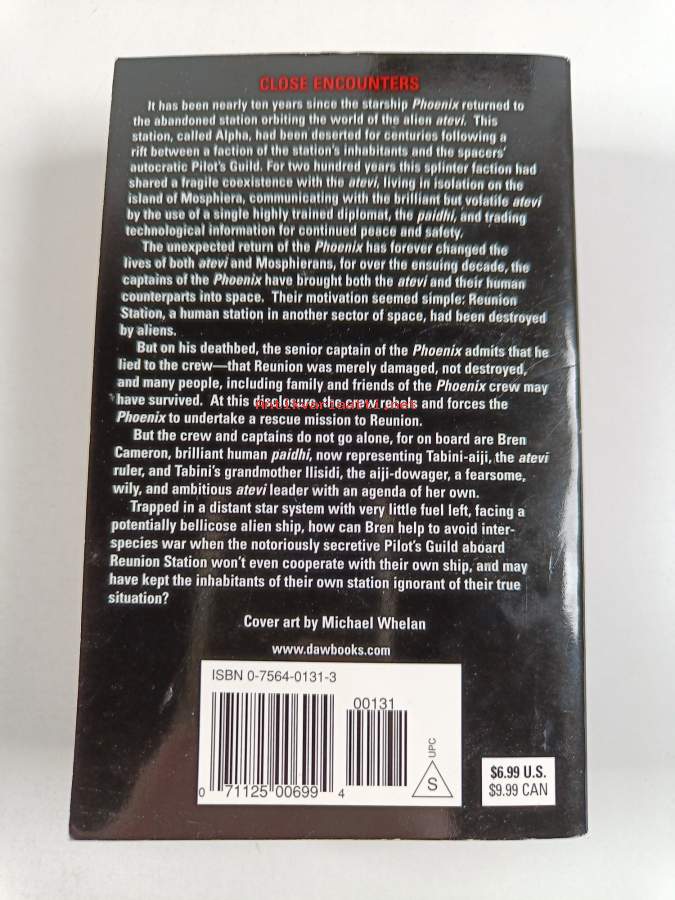 CLOSE ENCOUNTERS
It has been nearly ten years since the starship Phoenix returned to
the abandoned station orbiting the world of the alien atevi. This
station, called Alpha, had been deserted for centuries following a
rift between a faction of the station's inhabitants and the spacers'
autocratic Pilot's Guild. For two hundred years this splinter faction had
shared a fragile coexistence with the atevi, living in isolation on the
island of Mospheira, communicating with the brilliant but volatile atevi
by the use of a single highly trained diplomat, the paidhi, and trading
technological information for continued peace and safety.
The unexpected return of the Phoenix has forever changed the
lives of both atevi and Mosphierans, for over the ensuing decade, the
captains of the Phoenix have brought both the atevi and their human
counterparts into space. Their motivation seemed simple: Reunion
Station, a human station in another sector of space, had been destroyed
by aliens.
But on his deathbed, the senior captain of the Phoenix admits that he
lied to the crew—that Reunion was merely damaged, not destroyed,
and many people, including family and friends of the Phoenix crew may
have survived. At this disclosure, the crew rebels and forces the
Phoenix to undertake a rescue mission to Reunion.
But the crew and captains do not go alone, for on board are Bren
Cameron, brilliant human paidhi, now representing Tabini-aiji, the atevi
ruler, and Tabini's grandmother Ilisidi, the aiji-dowager, a fearsome,
wily, and ambitious atevi leader with an agenda of her own.
Trapped in a distant star system with very little fuel left, facing a
potentially bellicose alien ship, how can Bren help to avoid inter-
species war when the notoriously secretive Pilot's Guild aboard
Reunion Station won't even cooperate with their own ship, and may
have kept the inhabitants of their own station ignorant of their true
situation?
Cover art by Michael Whelan
www.dawbooks.com
ISBN 0-7564-0131-3
00131
UPC
S
0 71125 00699 4
$6.99 U.S.
$9.99 CAN